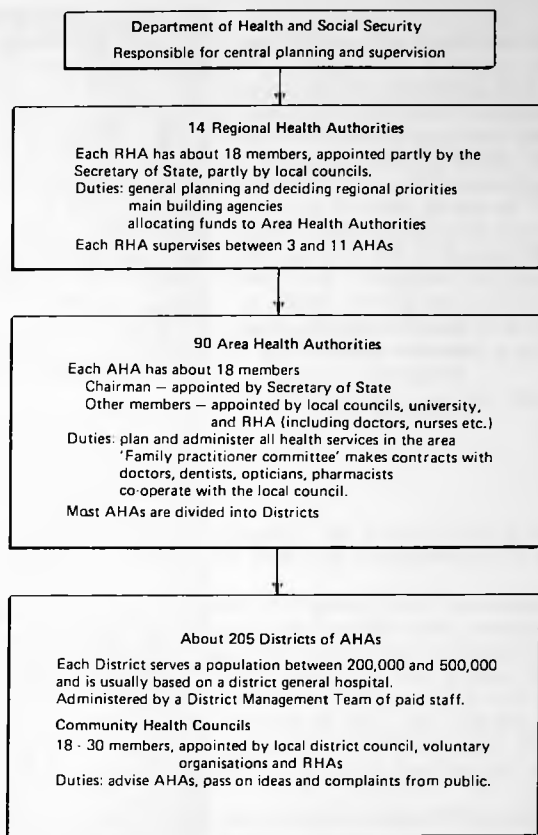 Department of Health and Social Security
Responsible for central planning and supervision
14 Regional Health Authorities
Each RHA has about 18 members, appointed partly by the
Secretary of State, partly by local councils.
Duties: general planning and deciding regional priorities
main building agencies
allocating funds to Area Health Authorities
Each RHA supervises between 3 and 11 AHAs
90 Area Health Authorities
Each AHA has about 18 members
Chairman — appointed by Secretary of State
Other members — appointed by local councils, university,
and RHA (including doctors, nurses etc.)
Duties: plan and administer all health services in the area
'Family practitioner committee' makes contracts with
doctors, dentists, opticians, pharmacists
co-operate with the local council.
Most AHAs are divided into Districts
About 205 Districts of AHAs
Each District serves a population between 200,000 and 500,000
and is usually based on a district general hospital.
Administered by a District Management Team of paid staff.
Community Health Councils
18 - 30 members, appointed by local district council, voluntary
organisations and RHAs
Duties: advise AHAs, pass on ideas and complaints from public.